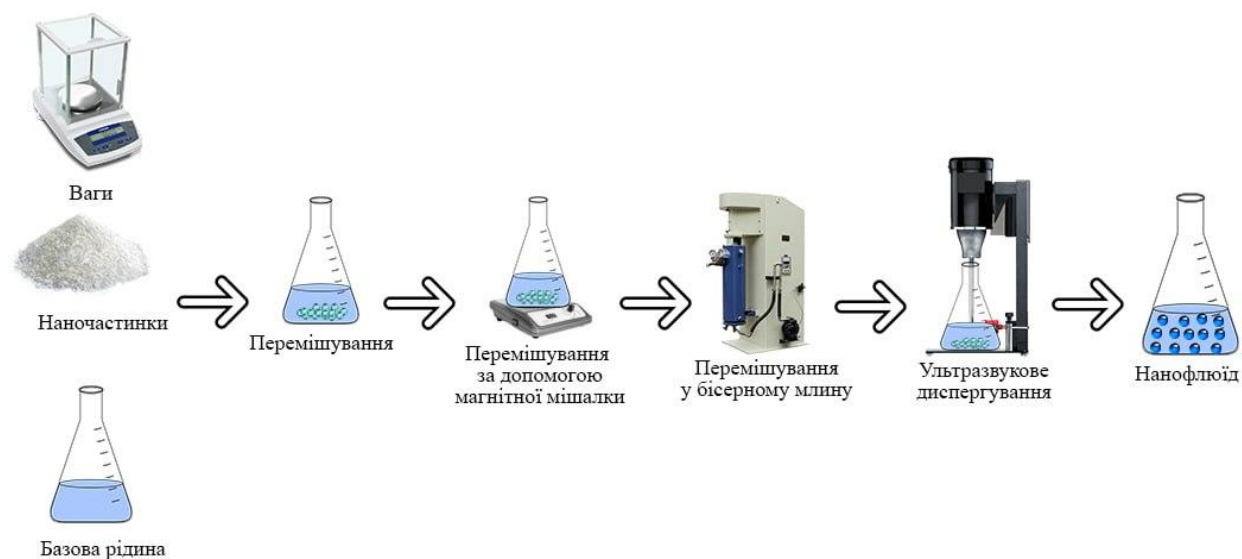 Ваги
Наночастинки
Базова рідина
Перемішування
Перемішування
за допомогою
магнітної мішалки
Перемішування
у бісерному млину
Ультразвукове
диспергування
Нанофлюїд